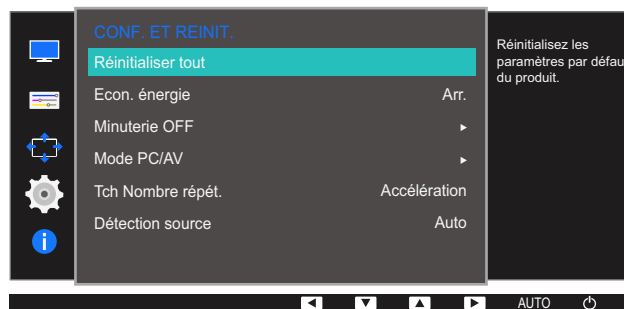 CONF. ET REINIT.
Réinitialiser tout
Econ. énergie Arr.
Minuterie OFF
Mode PC/AV
Tch Nombre répét. Accélération
Détection source Auto
Réinitialisez les
paramètres par défau
du produit.
AUTO